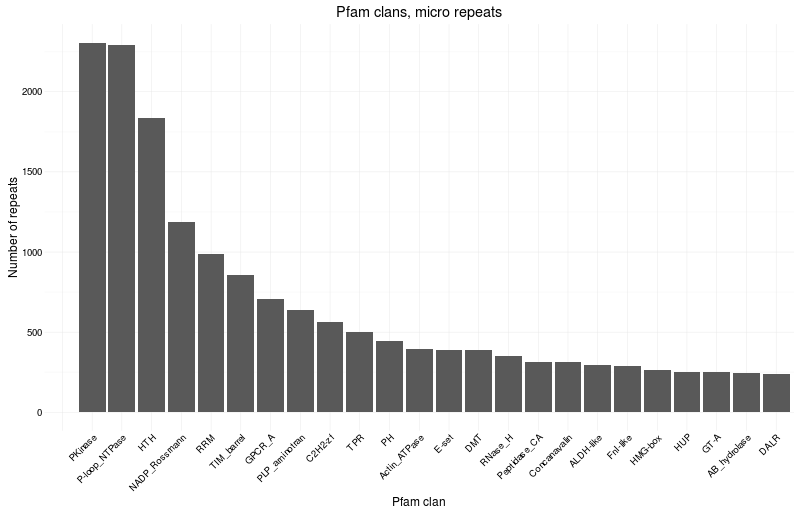 Pfam clans, micro repeats
Number of repeats
2000
1500
1000
500
0
PKinase
P-loop_NTPase
HTH
NADP_Rossmann
RRM
TIM_barrel
GPCR_A
PLP_aminotran
C2H2-zf
TPR
PH
Actin_ATPase
E-set
DMT
RNase_H
Peptidase_CA
Concanavalin
ALDH-like
FnI-like
HMG-box
HUP
GT-A
AB_hydrolase
DALR
Pfam clan